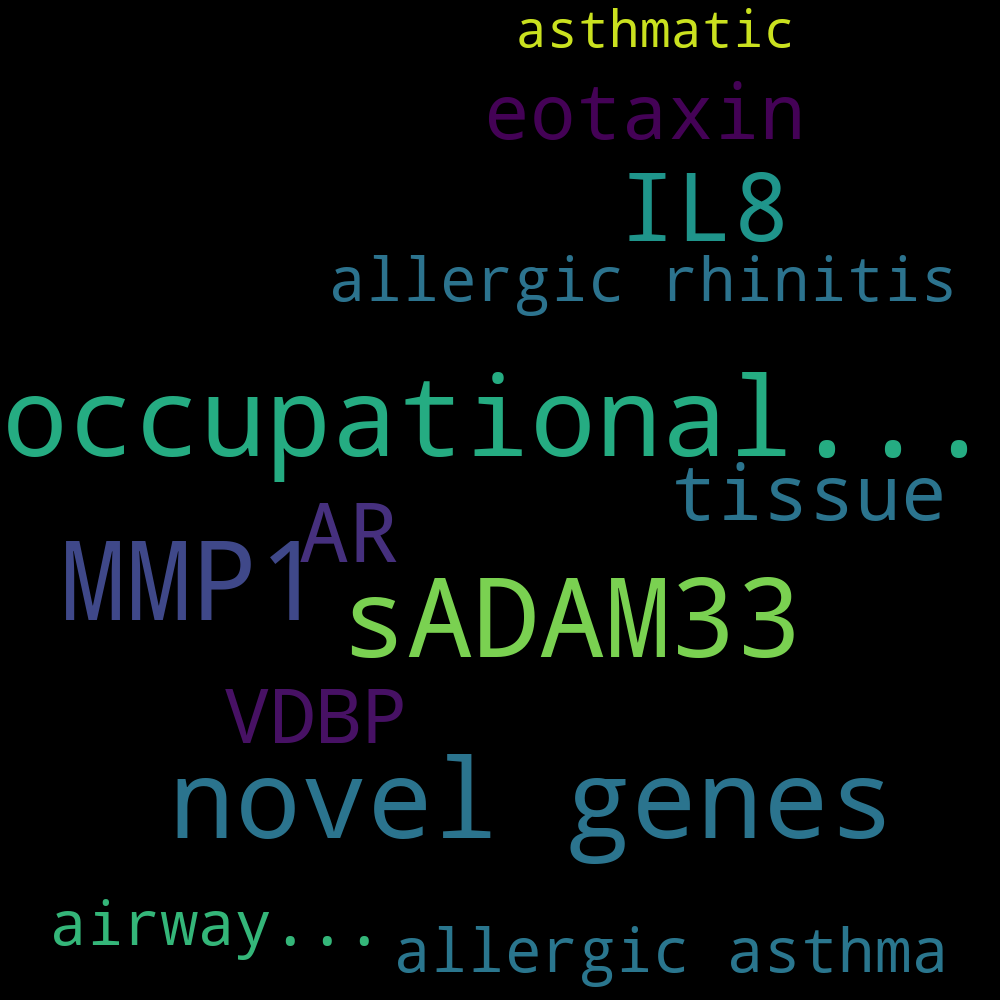 asthmatic
eotaxin
IL8
allergic rhinitis
occupational...
tissue
AR
MMP1
sADAM33
VDBP
novel genes
airway...
allergic asthma